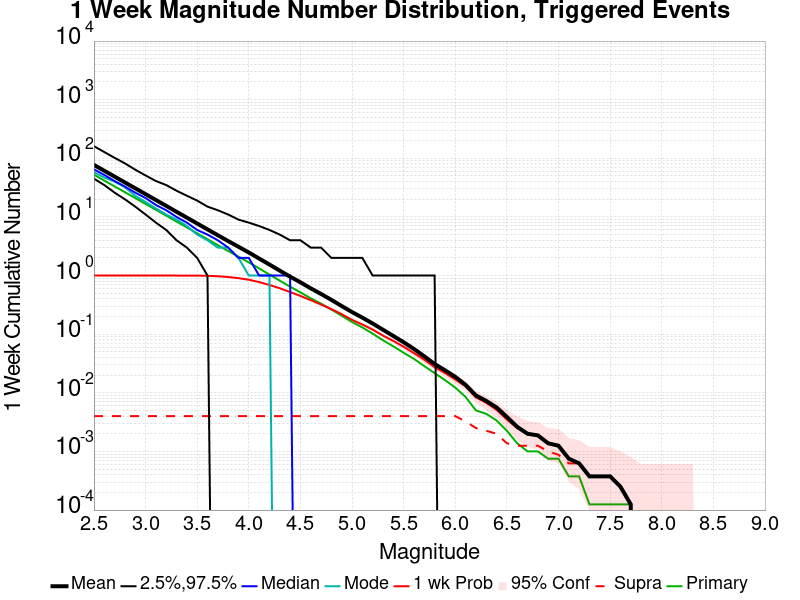 1 Week Magnitude Number Distribution, Triggered Events
1 Week Cumulative Number
10^4
10^3
10^2
10^1
10^0
10^-1
10^-2
10^-3
10^-4
2.5 3.0 3.5 4.0 4.5 5.0 5.5 6.0 6.5 7.0 7.5 8.0 8.5 9.0
Magnitude
Mean 2.5%,97.5% Median Mode 1 wk Prob 95% Conf Supra Primary